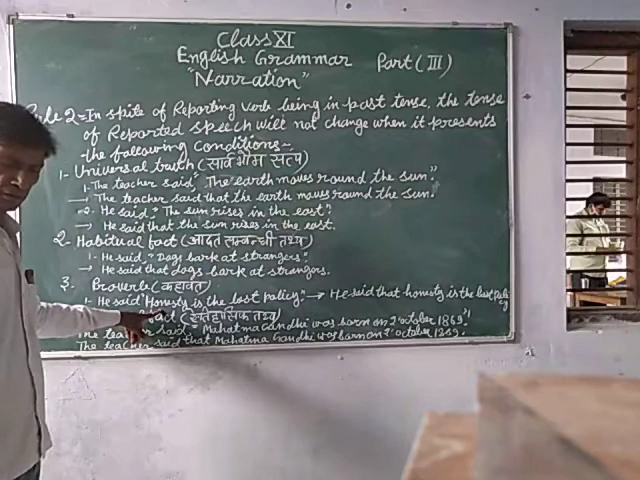 Class XI
English Grammar Part (III)
"Narration"
Rule 2 = In spite of Reporting verb being in past tense, the tense
of Reported speech will not change when it presents
the following conditions-
1- Universal truth (सार्वभौम सत्य)
1- The teacher said "The earth moves round the sun."
→ The teacher said that the earth moves round the sun.
2- He said "The sun rises in the east."
→ He said that the sun rises in the east.
2- Habitual fact (आदत सम्बन्धी तथ्य)
1- He said, "Dogs bark at strangers."
→ He said that dogs bark at strangers.
3. Proverb (कहावत)
1- He said "Honesty is the best policy." → He said that honesty is the best policy
fact (ऐतिहासिक तथ्य)
The teacher said "Mahatma Gandhi was born on 2 october 1869."
The teacher said that Mahatma Gandhi was born on 2 october 1869.